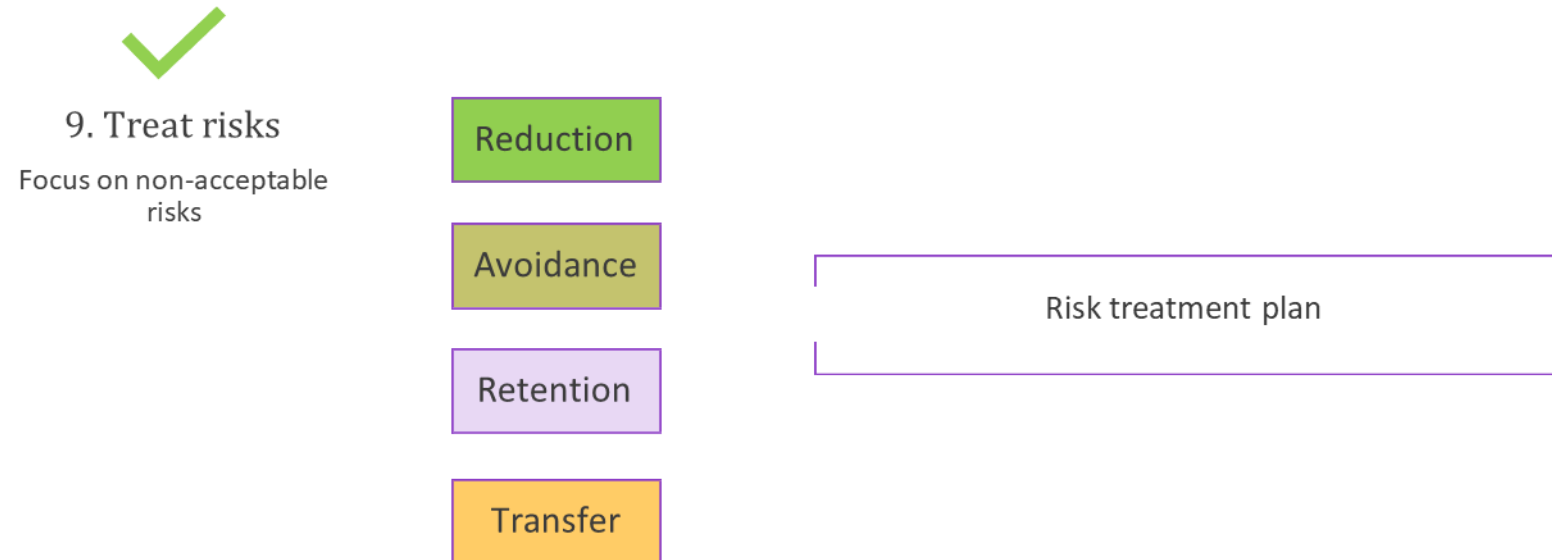 9. Treat risks
Focus on non-acceptable
risks
Reduction
Avoidance
Retention
Transfer
Risk treatment plan